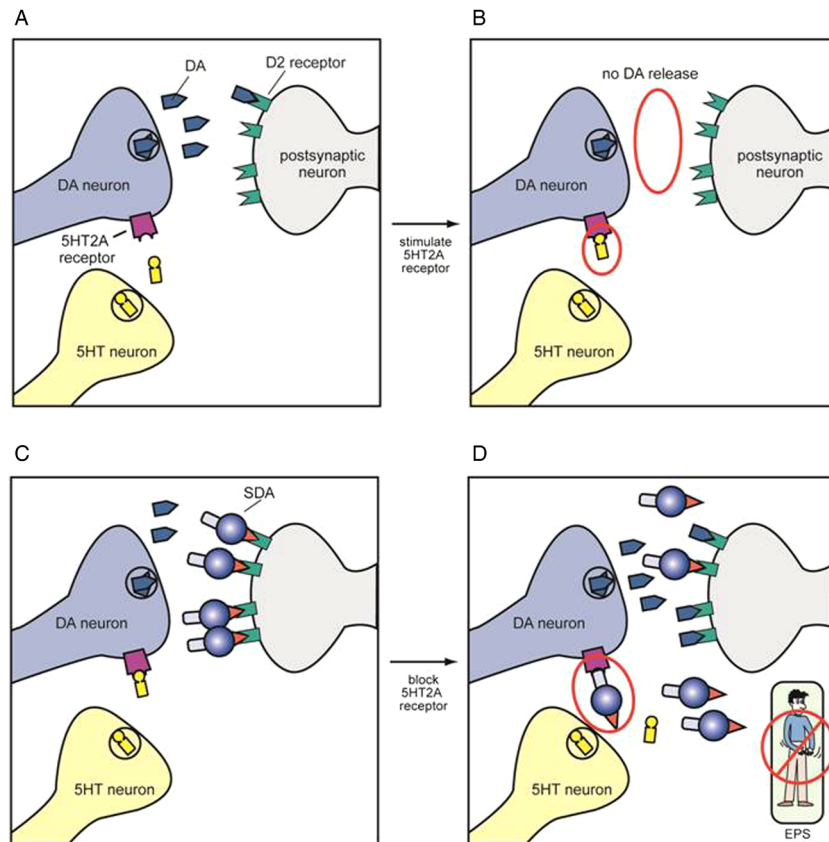 A
DA
D2 receptor
DA neuron
postsynaptic
neuron
5HT2A
receptor
5HT neuron
stimulate
5HT2A
receptor
B
no DA release
DA neuron
postsynaptic
neuron
5HT neuron
C
SDA
DA neuron
5HT neuron
block
5HT2A
receptor
D
DA neuron
5HT neuron
EPS